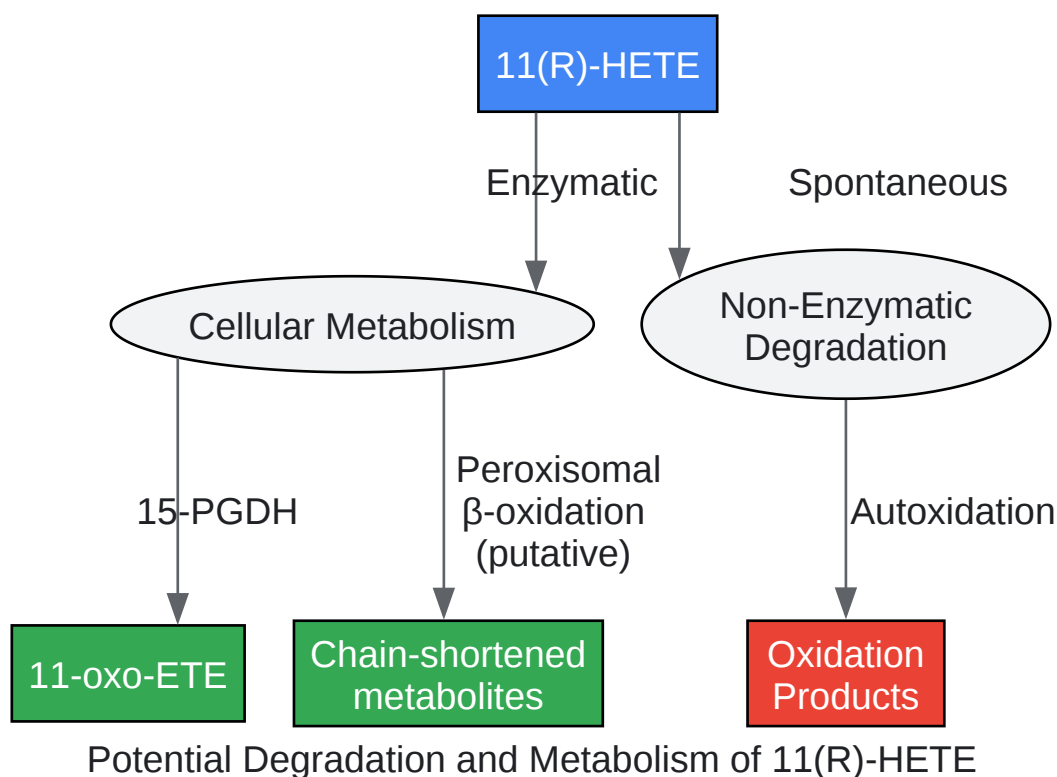 11(R)-HETE
Enzymatic
Spontaneous
Cellular Metabolism
Non-Enzymatic
Degradation
15-PGDH
Peroxisomal
β-oxidation
(putative)
Autoxidation
11-oxo-ETE
Chain-shortened
metabolites
Oxidation
Products
Potential Degradation and Metabolism of 11(R)-HETE